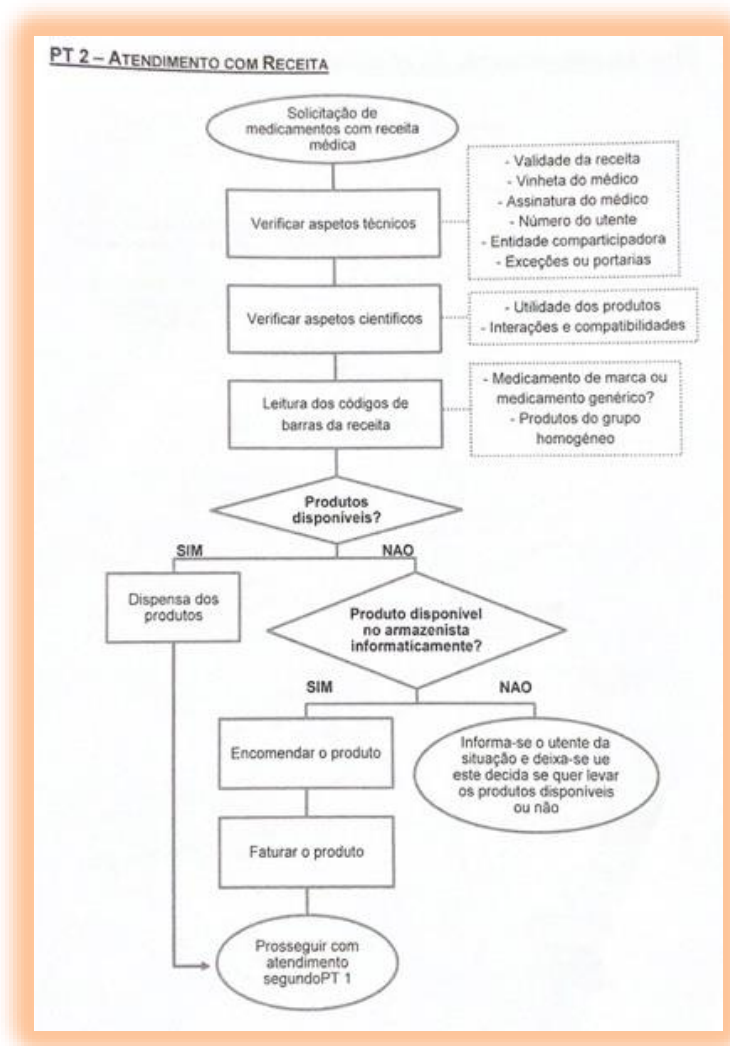 PT 2 – ATENDIMENTO COM RECEITA
Solicitação de
medicamentos com receita
médica
- Validade da receita
- Vinheta do médico
- Assinatura do médico
- Número do utente
- Entidade comparticipadora
- Exceções ou portarias
Verificar aspetos técnicos
Verificar aspetos científicos
- Utilidade dos produtos
- Interações e compatibilidades
Leitura dos códigos de
barras da receita
- Medicamento de marca ou
medicamento genérico?
- Produtos do grupo
homogéneo
Produtos
disponíveis?
SIM
NAO
Dispensa dos
produtos
Produto disponivel
no armazenista
informaticamente?
SIM
NAO
Encomendar o produto
Informa-se o utente da
situação e deixa-se ue
este decida se quer levar
os produtos disponíveis
ou não
Faturar o produto
Prosseguir com
atendimento
segundoPT 1